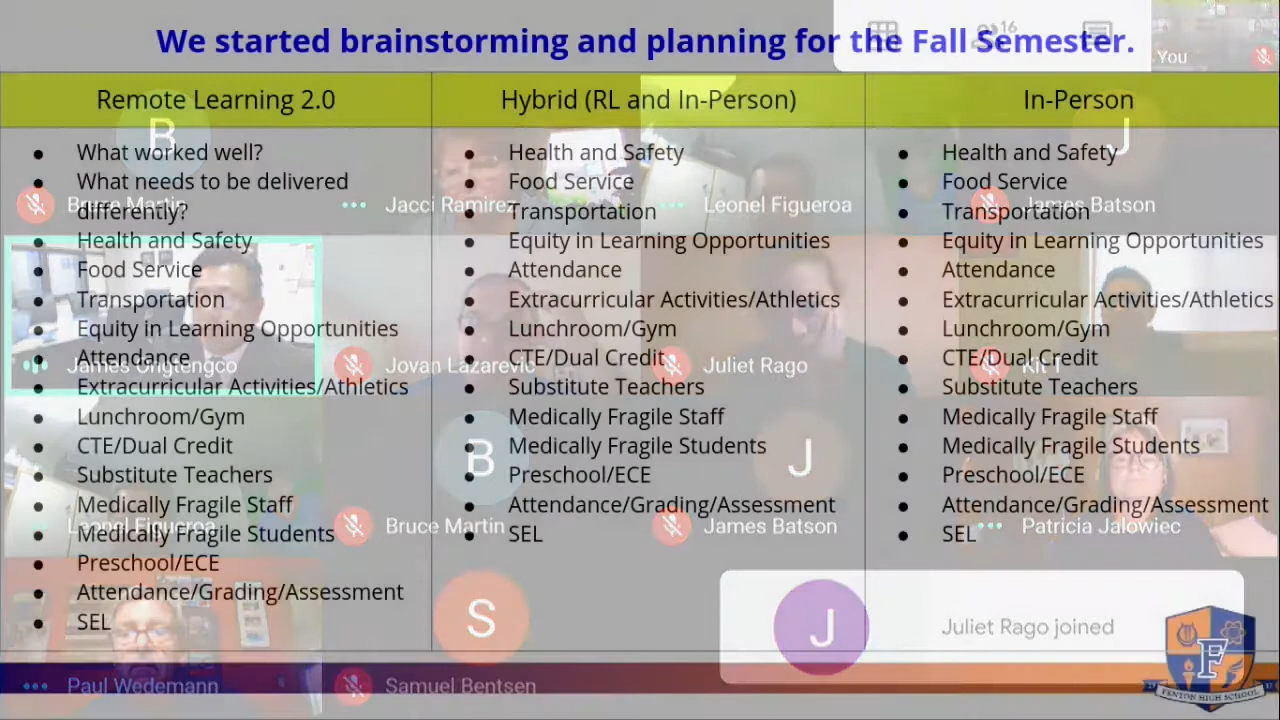 We started brainstorming and planning for the Fall Semester.
16
You
Remote Learning 2.0
Hybrid (RL and In-Person)
In-Person
B
J
What worked well?
What needs to be delivered
differently?
Health and Safety
Food Service
Transportation
Equity in Learning Opportunities
Attendance
Extracurricular Activities/Athletics
Lunchroom/Gym
CTE/Dual Credit
Substitute Teachers
Medically Fragile Staff
Medically Fragile Students
Preschool/ECE
Attendance/Grading/Assessment
SEL
Health and Safety
Food Service
Transportation
Equity in Learning Opportunities
Attendance
Extracurricular Activities/Athletics
Lunchroom/Gym
CTE/Dual Credit
Substitute Teachers
Medically Fragile Staff
Medically Fragile Students
Preschool/ECE
Attendance/Grading/Assessment
SEL
Health and Safety
Food Service
Transportation
Equity in Learning Opportunities
Attendance
Extracurricular Activities/Athletics
Lunchroom/Gym
CTE/Dual Credit
Substitute Teachers
Medically Fragile Staff
Medically Fragile Students
Preschool/ECE
Attendance/Grading/Assessment
SEL
Bruce Martin
Jacci Ramirez
Leonel Figueroa
James Batson
James Ongtengco
Jovan Lazarevic
Juliet Rago
Kit T
B
J
Leonel Figueroa
Bruce Martin
James Batson
Patricia Jalowiec
S
J
Juliet Rago joined
Paul Wedemann
Samuel Bentsen
F
FENTON HIGH SCHOOL